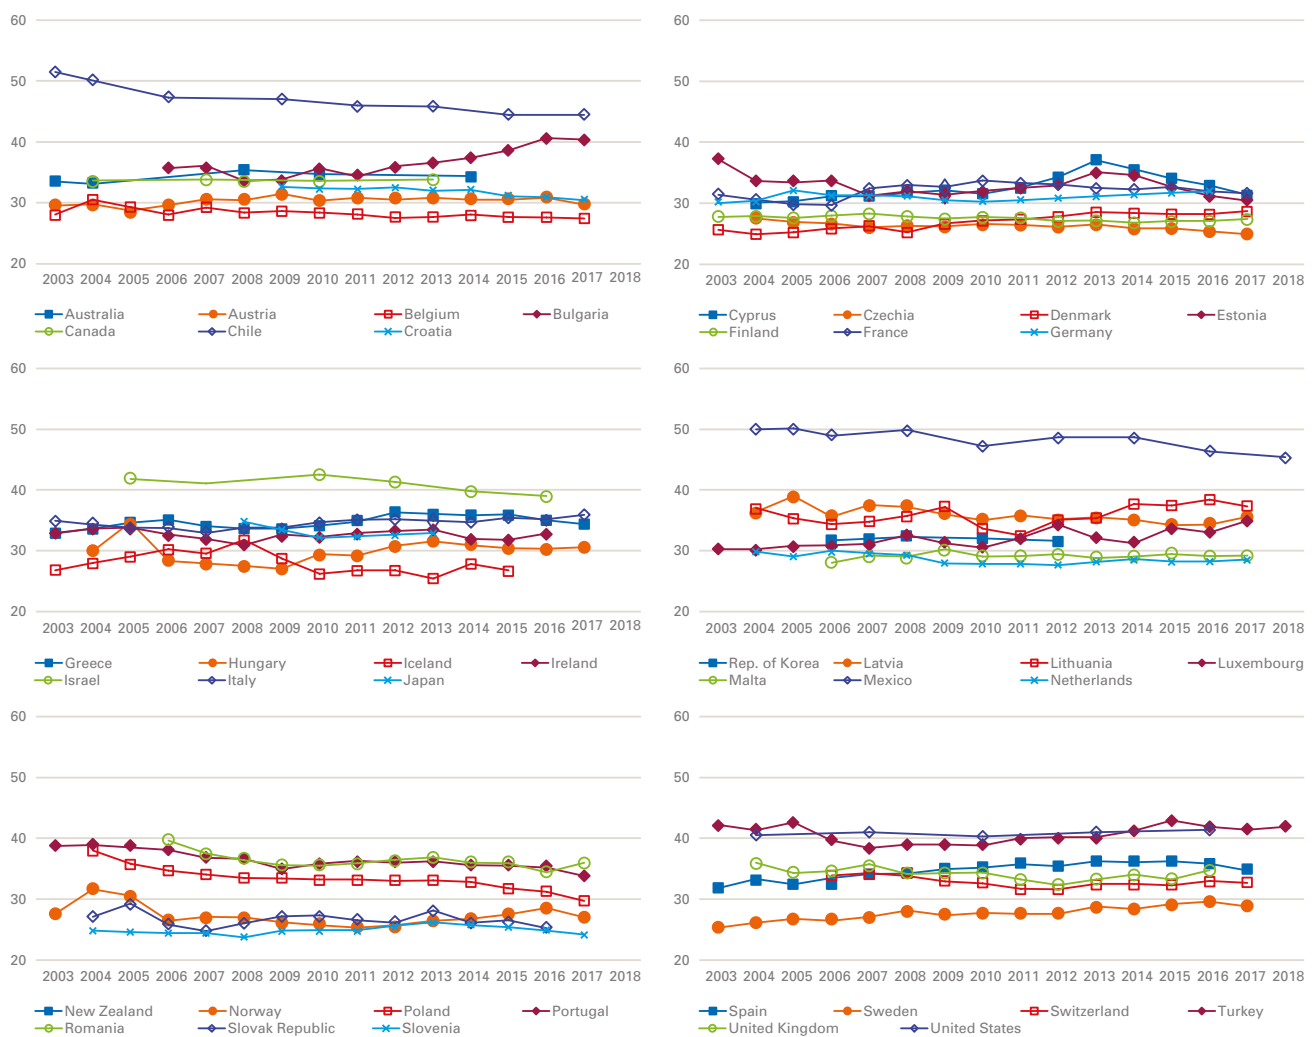 60
50
40
30
20
2003 2004 2005 2006 2007 2008 2009 2010 2011 2012 2013 2014 2015 2016 2017 2018
Australia Austria Belgium Bulgaria
Canada Chile Croatia
60
50
40
30
20
2003 2004 2005 2006 2007 2008 2009 2010 2011 2012 2013 2014 2015 2016 2017 2018
Cyprus Czechia Denmark Estonia
Finland France Germany
60
50
40
30
20
2003 2004 2005 2006 2007 2008 2009 2010 2011 2012 2013 2014 2015 2016 2017 2018
Greece Hungary Iceland Ireland
Israel Italy Japan
60
50
40
30
20
2003 2004 2005 2006 2007 2008 2009 2010 2011 2012 2013 2014 2015 2016 2017 2018
Rep. of Korea Latvia Lithuania Luxembourg
Malta Mexico Netherlands
60
50
40
30
20
2003 2004 2005 2006 2007 2008 2009 2010 2011 2012 2013 2014 2015 2016 2017 2018
New Zealand Norway Poland Portugal
Romania Slovak Republic Slovenia
60
50
40
30
20
2003 2004 2005 2006 2007 2008 2009 2010 2011 2012 2013 2014 2015 2016 2017 2018
Spain Sweden Switzerland Turkey
United Kingdom United States